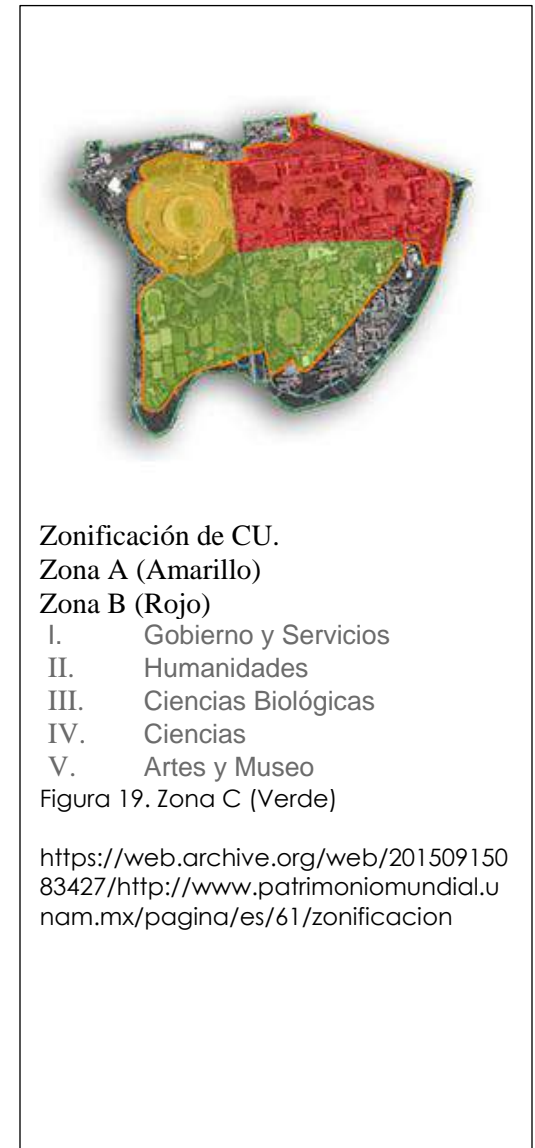 Zonificación de CU.
Zona A (Amarillo)
Zona B (Rojo)
I. Gobierno y Servicios
II. Humanidades
III. Ciencias Biológicas
IV. Ciencias
V. Artes y Museo
Figura 19. Zona C (Verde)
https://web.archive.org/web/201509150
83427/http://www.patrimoniomundial.u
nam.mx/pagina/es/61/zonificacion